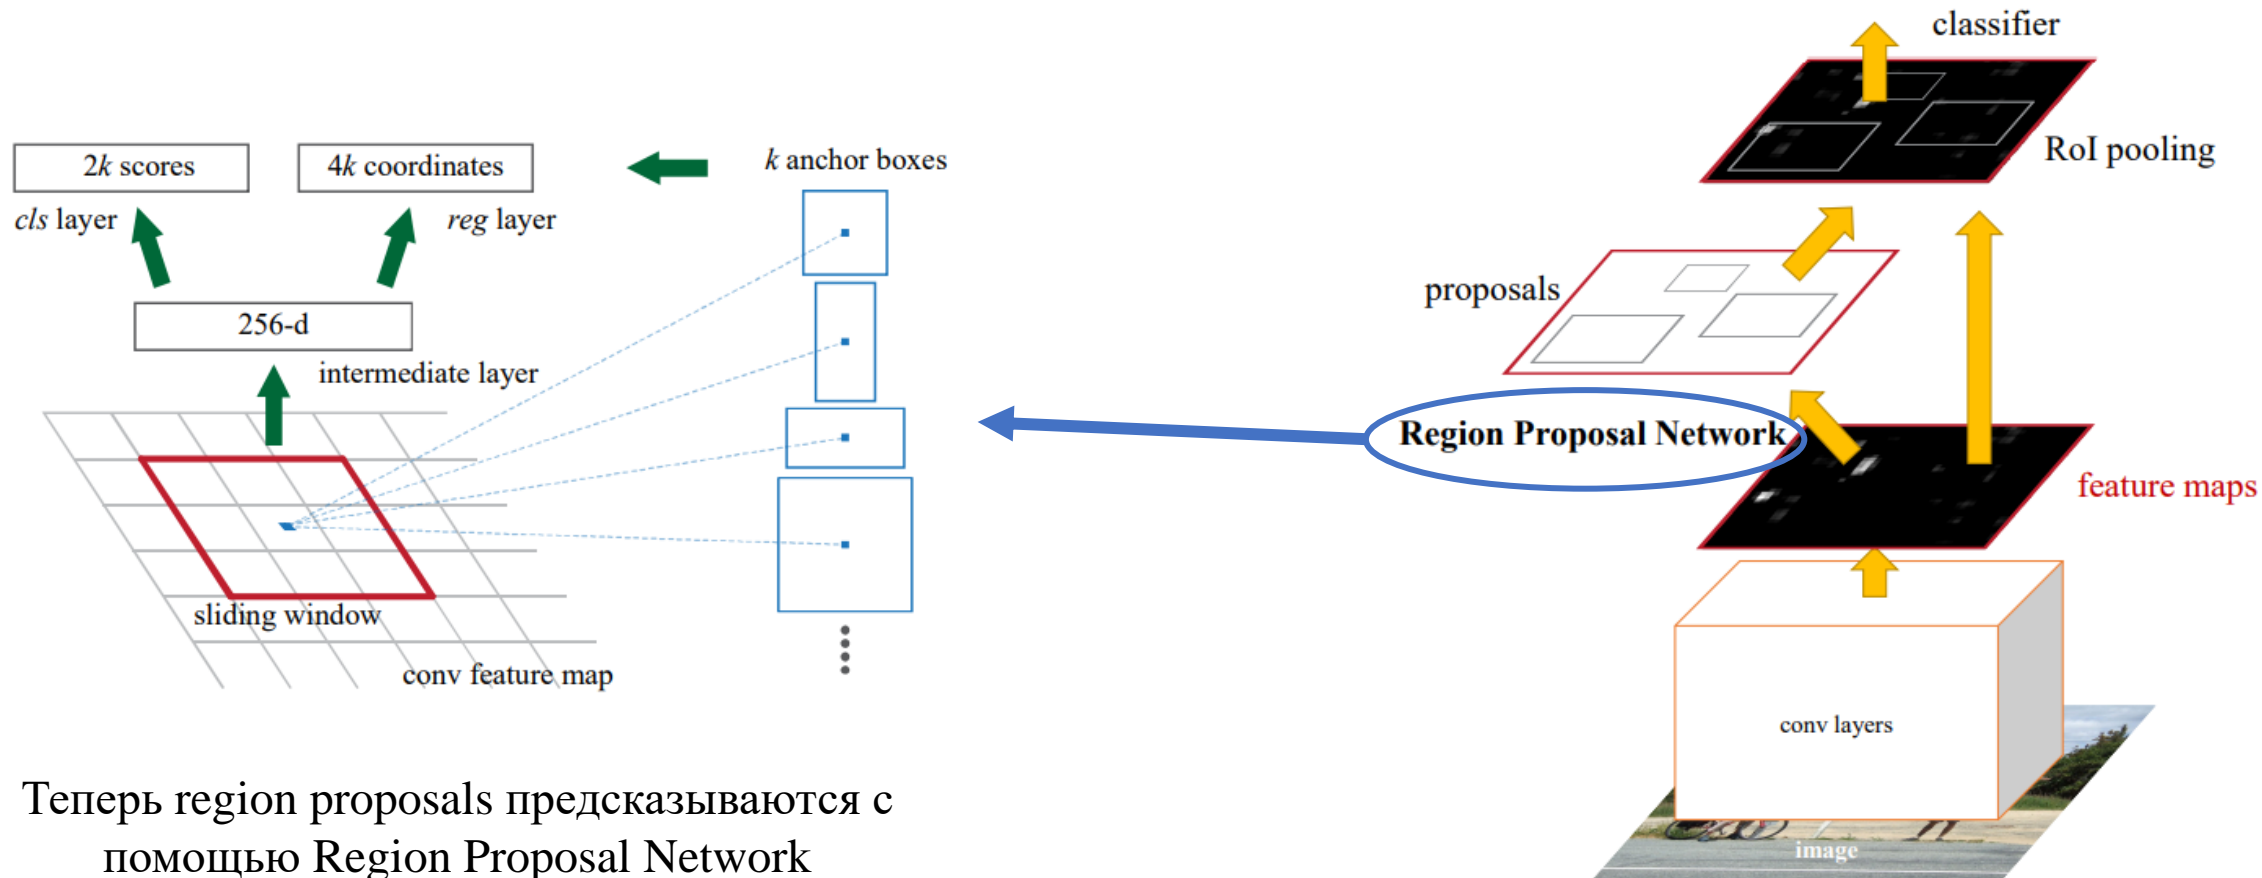 classifier
RoI pooling
proposals
Region Proposal Network
feature maps
conv layers
image
2k scores
4k coordinates
k anchor boxes
cls layer
reg layer
256-d
intermediate layer
sliding window
conv feature map
Теперь region proposals предсказываются с
помощью Region Proposal Network